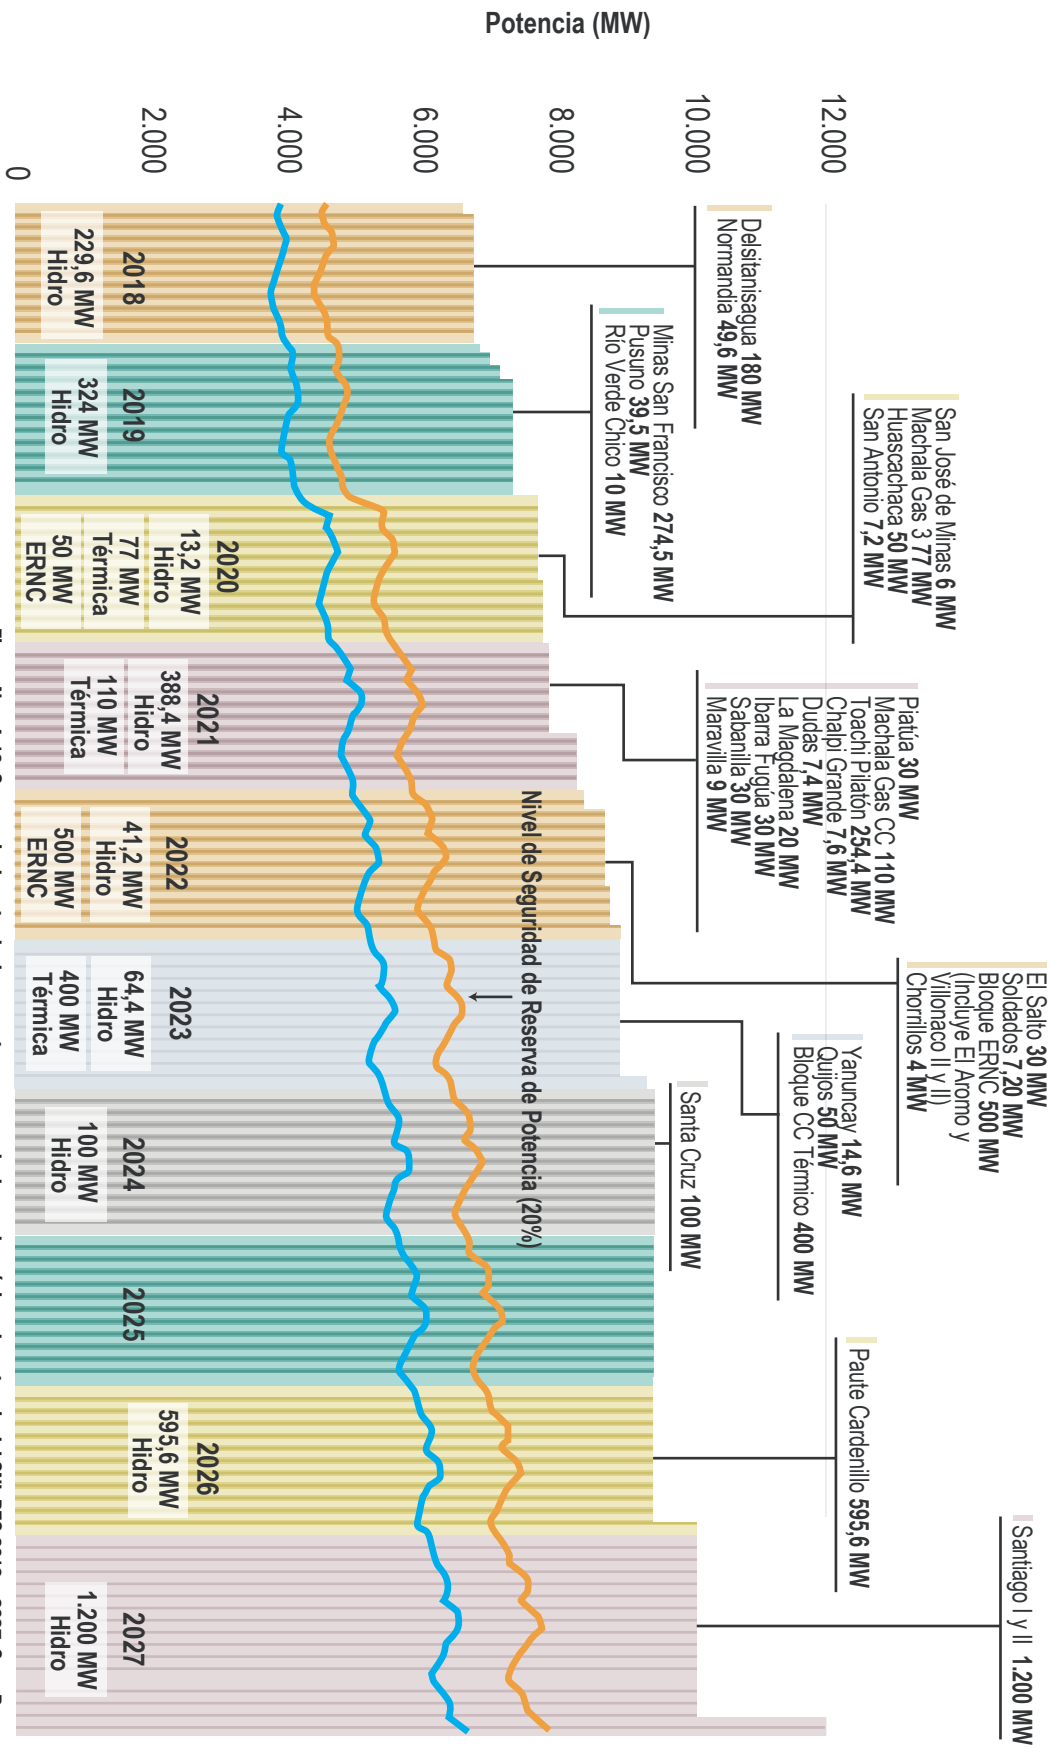 Potencia (MW)
12.000
10.000
8.000
6.000
4.000
2.000
0
Delsitanisagua 180 MW
Normandia 49,6 MW
Minas San Francisco 274,5 MW
Pusuno 39,5 MW
Río Verde Chico 10 MW
San José de Minas 6 MW
Machala Gas 3 77 MW
Huascachaca 50 MW
San Antonio 7,2 MW
Piatúa 30 MW
Machala Gas CC 110 MW
Toachi Pilatón 254,4 MW
Chalpi Grande 7,6 MW
Dudas 7,4 MW
La Magdalena 20 MW
Ibarra Fugúa 30 MW
Sabanilla 30 MW
Maravilla 9 MW
El Salto 30 MW
Soldados 7,20 MW
Bloque ERNC 500 MW
(Incluye El Aromo y
Villonaco II y II)
Chorrillos 4 MW
Yanuncay 14,6 MW
Quijos 50 MW
Bloque CC Térmico 400 MW
Santa Cruz 100 MW
Paute Cardenillo 595,6 MW
Santiago I y II 1.200 MW
Nivel de Seguridad de Reserva de Potencia (20%)
2018
229,6 MW
Hidro
2019
324 MW
Hidro
2020
13,2 MW
Hidro
77 MW
Térmica
50 MW
ERNC
2021
388,4 MW
Hidro
110 MW
Térmica
2022
41,2 MW
Hidro
500 MW
ERNC
2023
64,4 MW
Hidro
400 MW
Térmica
2024
100 MW
Hidro
2025
2026
595,6 MW
Hidro
2027
1.200 MW
Hidro